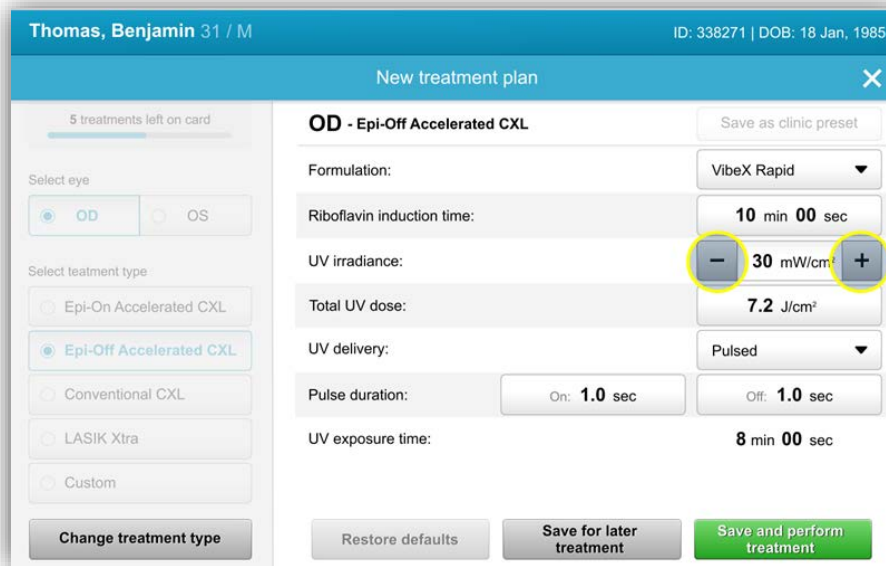 Thomas, Benjamin 31 / M
ID: 338271 | DOB: 18 Jan, 1985
New treatment plan
5 treatments left on card
Select eye
OD
OS
Select teatment type
Epi-On Accelerated CXL
Epi-Off Accelerated CXL
Conventional CXL
LASIK Xtra
Custom
Change treatment type
OD - Epi-Off Accelerated CXL
Save as clinic preset
Formulation: VibeX Rapid
Riboflavin induction time: 10 min 00 sec
UV irradiance: − 30 mW/cm² +
Total UV dose: 7.2 J/cm²
UV delivery: Pulsed
Pulse duration: On: 1.0 sec Off: 1.0 sec
UV exposure time: 8 min 00 sec
Restore defaults
Save for later
treatment
Save and perform
treatment